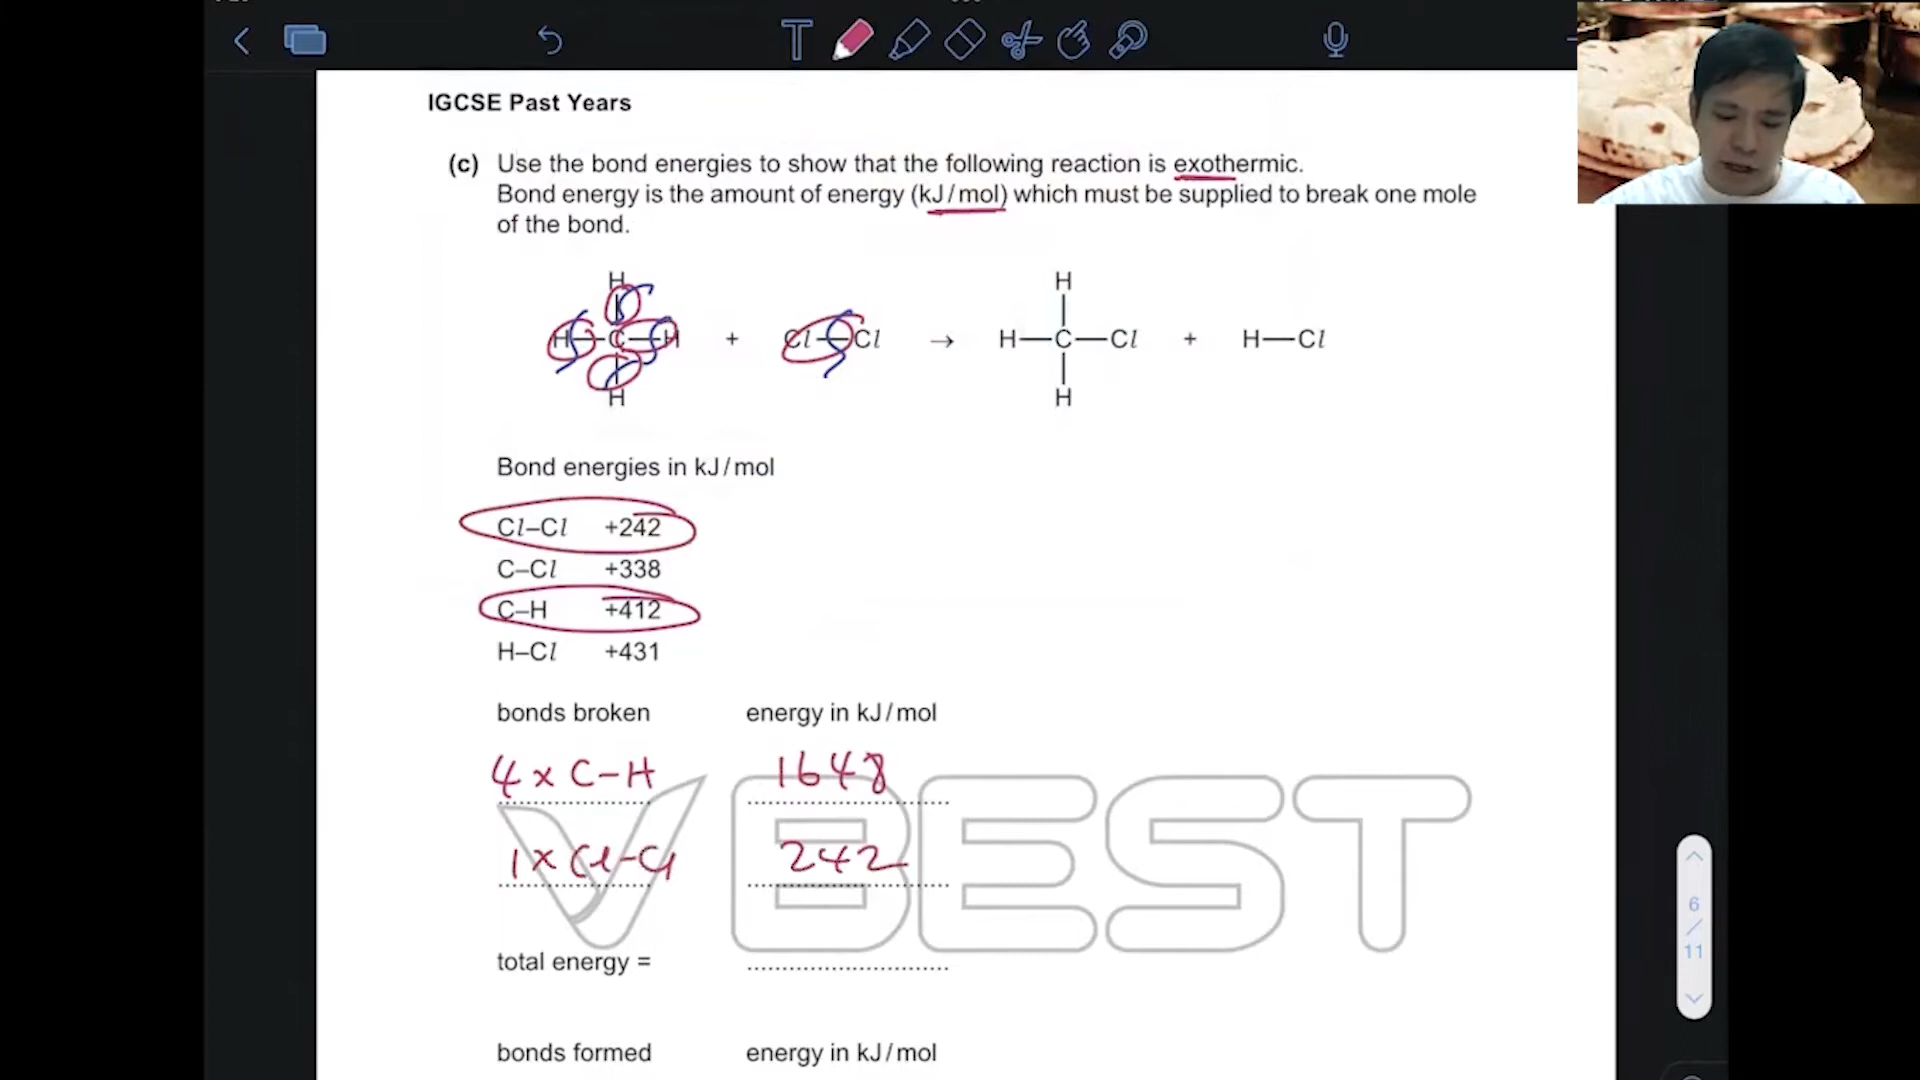 IGCSE Past Years
(c) Use the bond energies to show that the following reaction is exothermic.
Bond energy is the amount of energy (kJ/mol) which must be supplied to break one mole
of the bond.
H H
H—C—H + Cl—Cl → H—C—Cl + H—Cl
H H
Bond energies in kJ/mol
Cl–Cl +242
C–Cl +338
C–H +412
H–Cl +431
bonds broken energy in kJ/mol
4 x C-H 1648
1 x Cl-Cl 242
VBEST
total energy = ..............................
bonds formed energy in kJ/mol
T
6
/
11